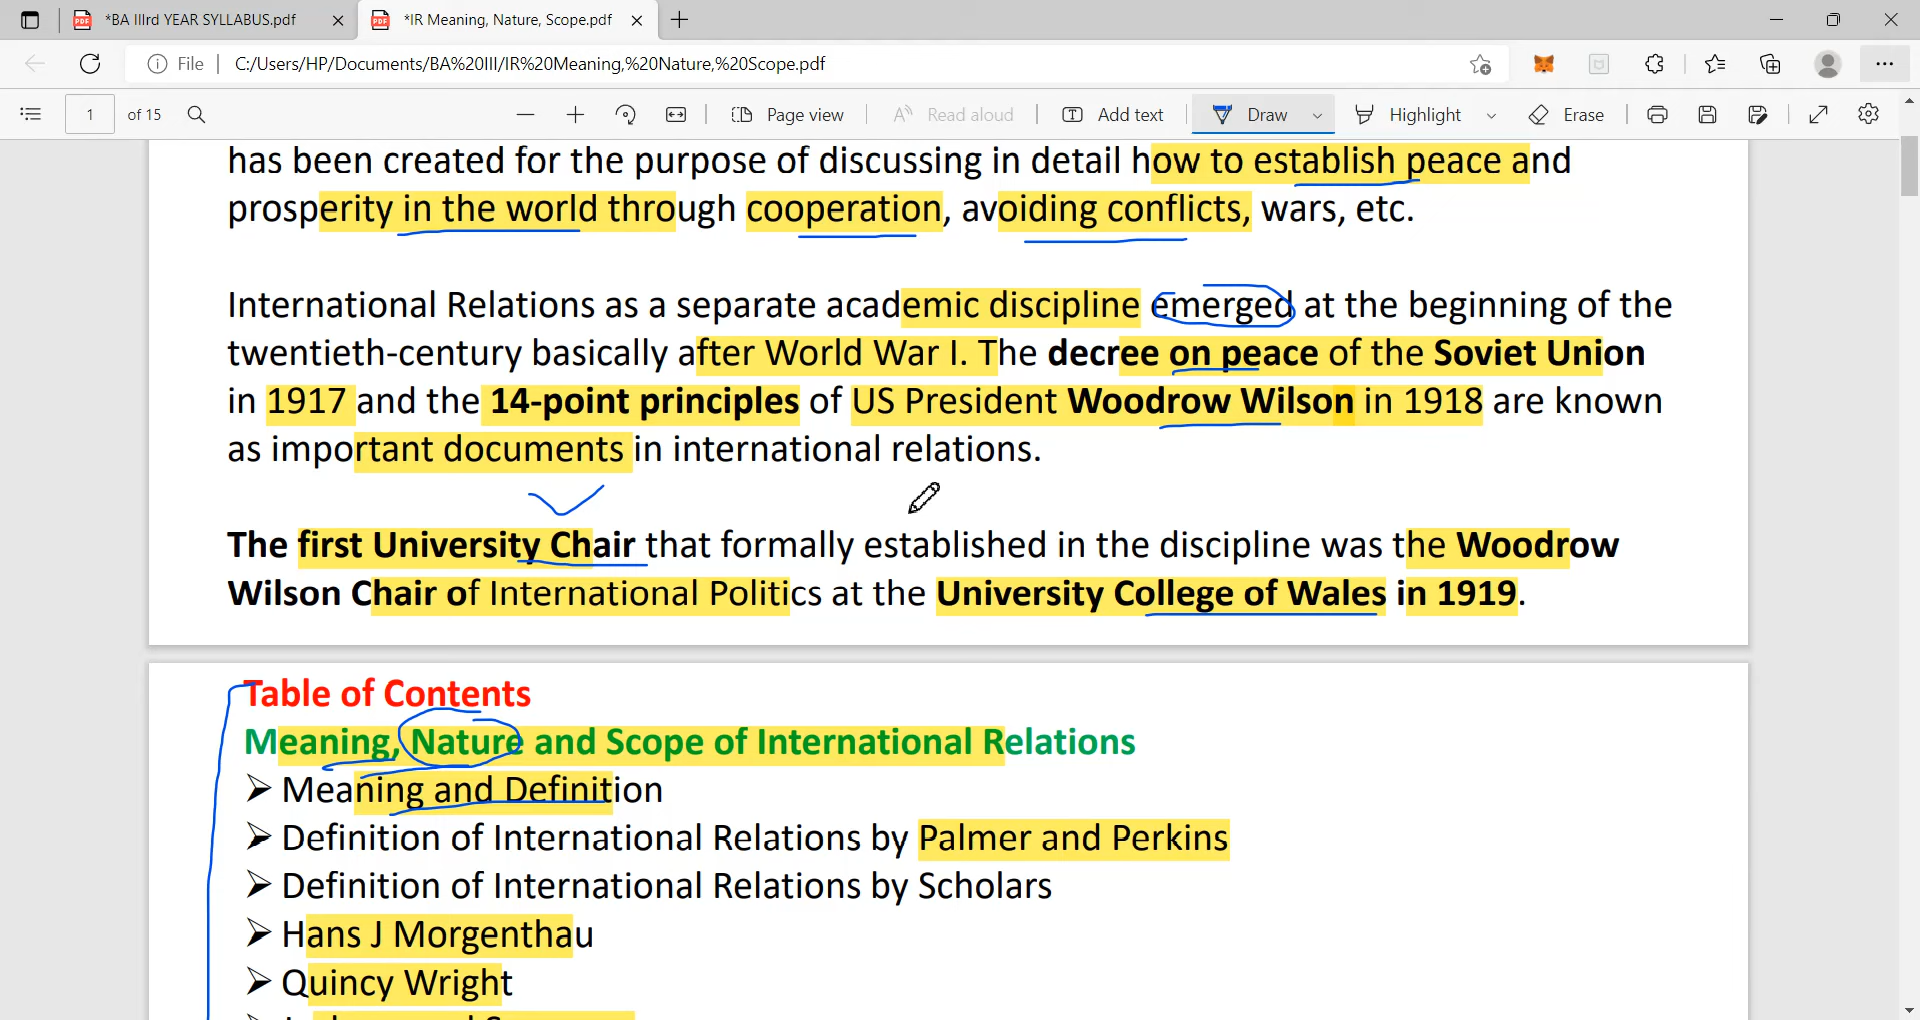 *BA IIIrd YEAR SYLLABUS.pdf
*IR Meaning, Nature, Scope.pdf
File
C:/Users/HP/Documents/BA%20III/IR%20Meaning,%20Nature,%20Scope.pdf
1 of 15
Page view
Read aloud
Add text
Draw
Highlight
Erase
has been created for the purpose of discussing in detail how to establish peace and
prosperity in the world through cooperation, avoiding conflicts, wars, etc.
International Relations as a separate academic discipline emerged at the beginning of the
twentieth-century basically after World War I. The decree on peace of the Soviet Union
in 1917 and the 14-point principles of US President Woodrow Wilson in 1918 are known
as important documents in international relations.
The first University Chair that formally established in the discipline was the Woodrow
Wilson Chair of International Politics at the University College of Wales in 1919.
Table of Contents
Meaning, Nature and Scope of International Relations
➢ Meaning and Definition
➢ Definition of International Relations by Palmer and Perkins
➢ Definition of International Relations by Scholars
➢ Hans J Morgenthau
➢ Quincy Wright